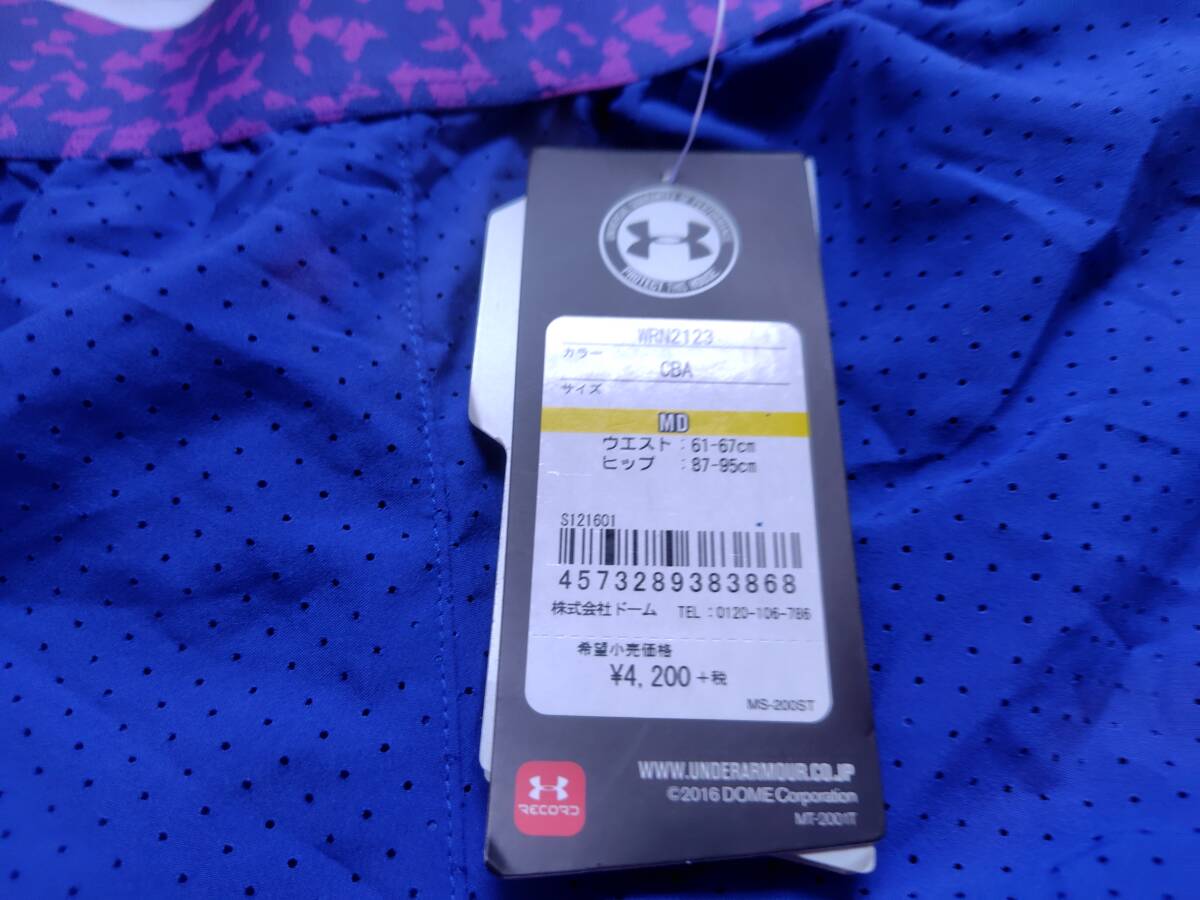 PROTECT THIS HOUSE
WRN2123
カラー
CBA
サイズ
MD
ウエスト:61-67cm
ヒップ :87-95cm
S121601
4573289383868
株式会社ドーム TEL:0120-106-786
希望小売価格
¥4,200+税
MS-200ST
RECORD
WWW.UNDERARMOUR.CO.JP
©2016 DOME Corporation
MT-2001T